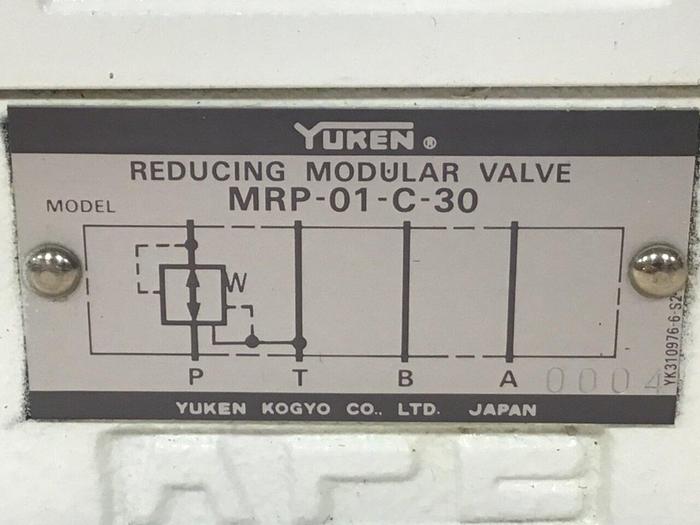 YUKEN ®
REDUCING MODULAR VALVE
MODEL MRP-01-C-30
W
P T B A 0004
YK310976-6-S2
YUKEN KOGYO CO., LTD. JAPAN